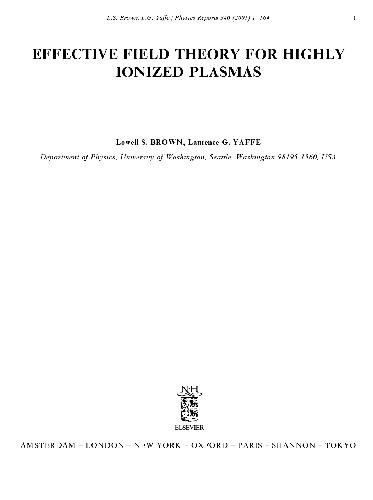 L.S. Brown, L.G. Yaffe / Physics Reports 340 (2001) 1–164 1
EFFECTIVE FIELD THEORY FOR HIGHLY
IONIZED PLASMAS
Lowell S. BROWN, Laurence G. YAFFE
Department of Physics, University of Washington, Seattle, Washington 98195-1560, USA
N·H
ELSEVIER
AMSTERDAM – LONDON – NEW YORK – OXFORD – PARIS – SHANNON – TOKYO